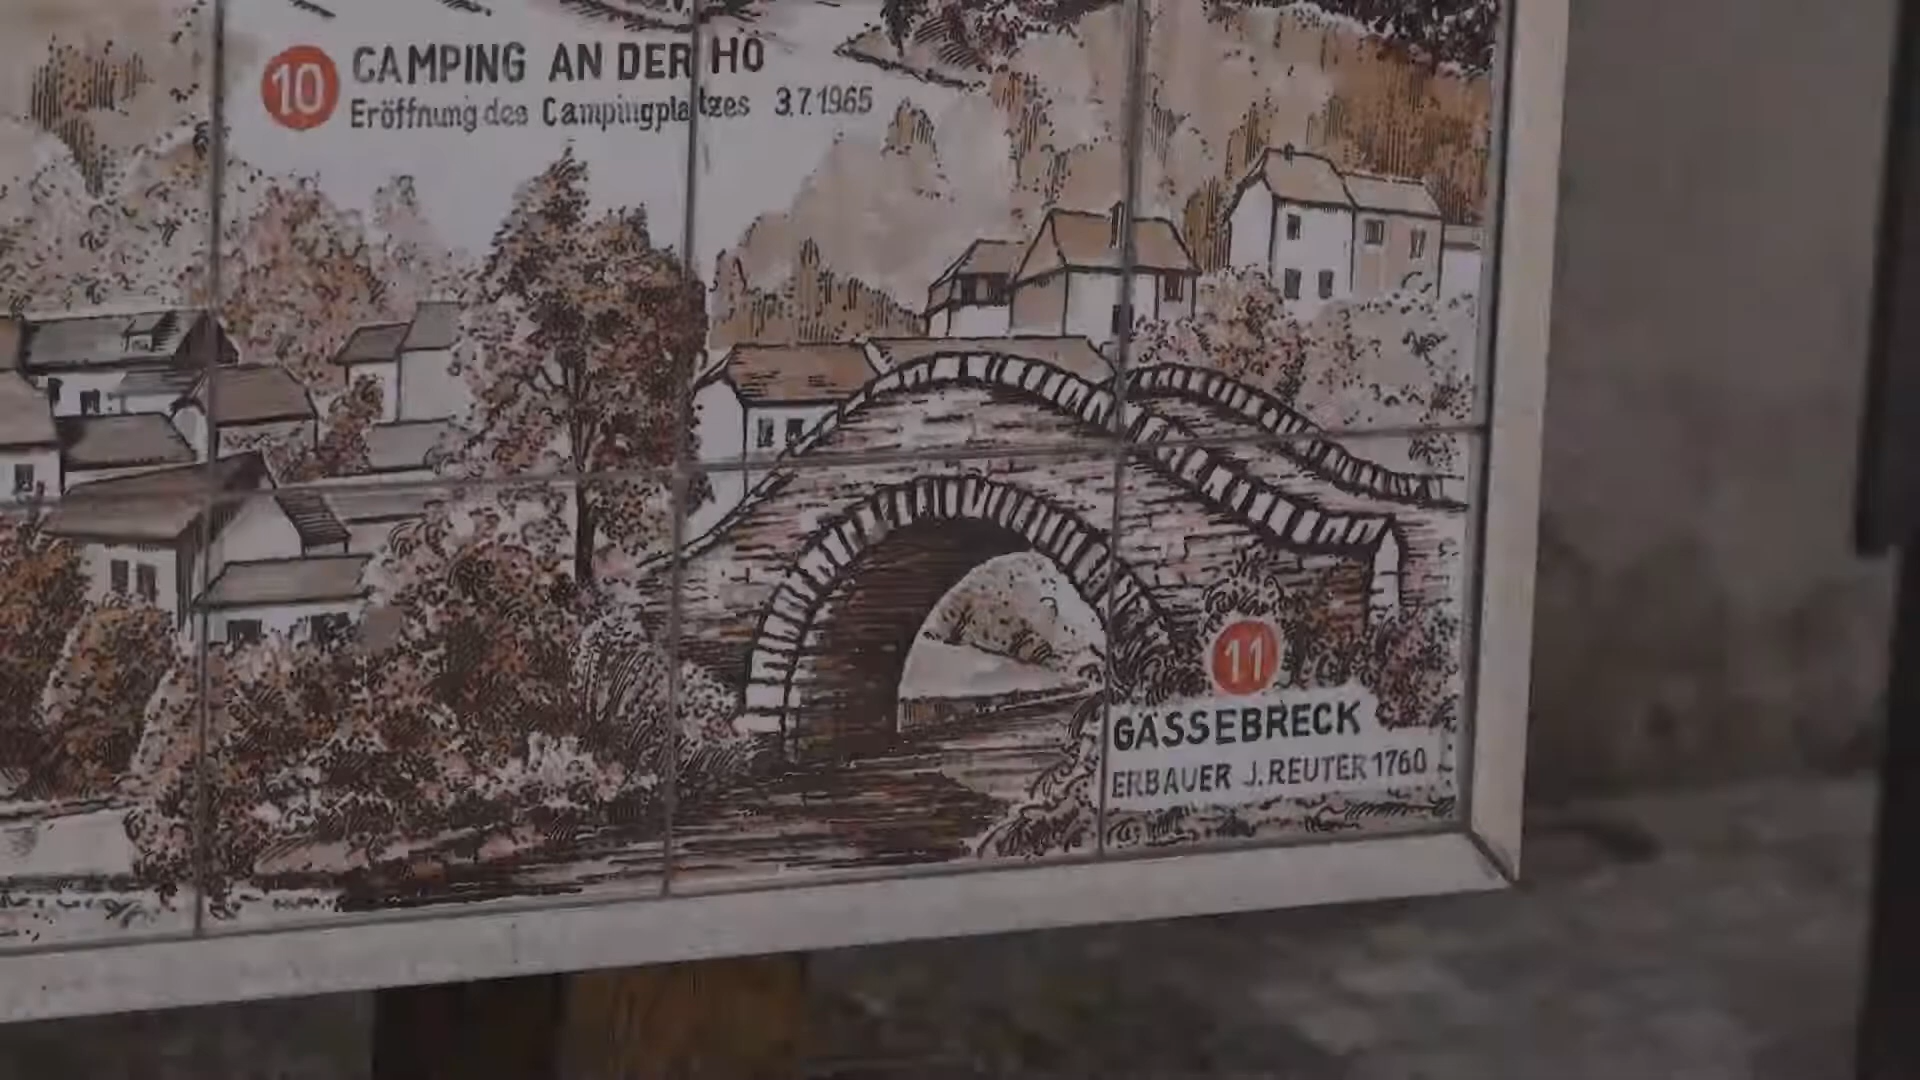 10 CAMPING AN DER HO
Eröffnung des Campingplatzes 3.7.1965
11
GÄSSEBRECK
ERBAUER J. REUTER 1760